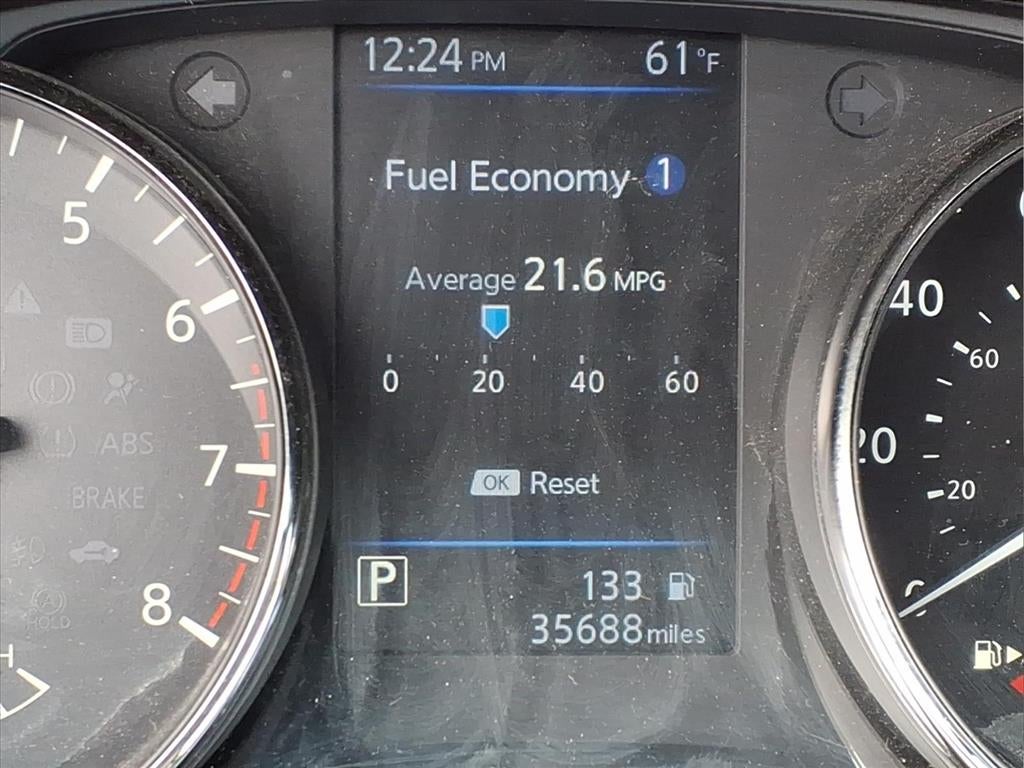 12:24 PM 61°F
Fuel Economy 1
Average 21.6 MPG
0 20 40 60
OK Reset
P 133
35688 miles
5
6
7
8
ABS
BRAKE
HOLD
H
40
60
20
20